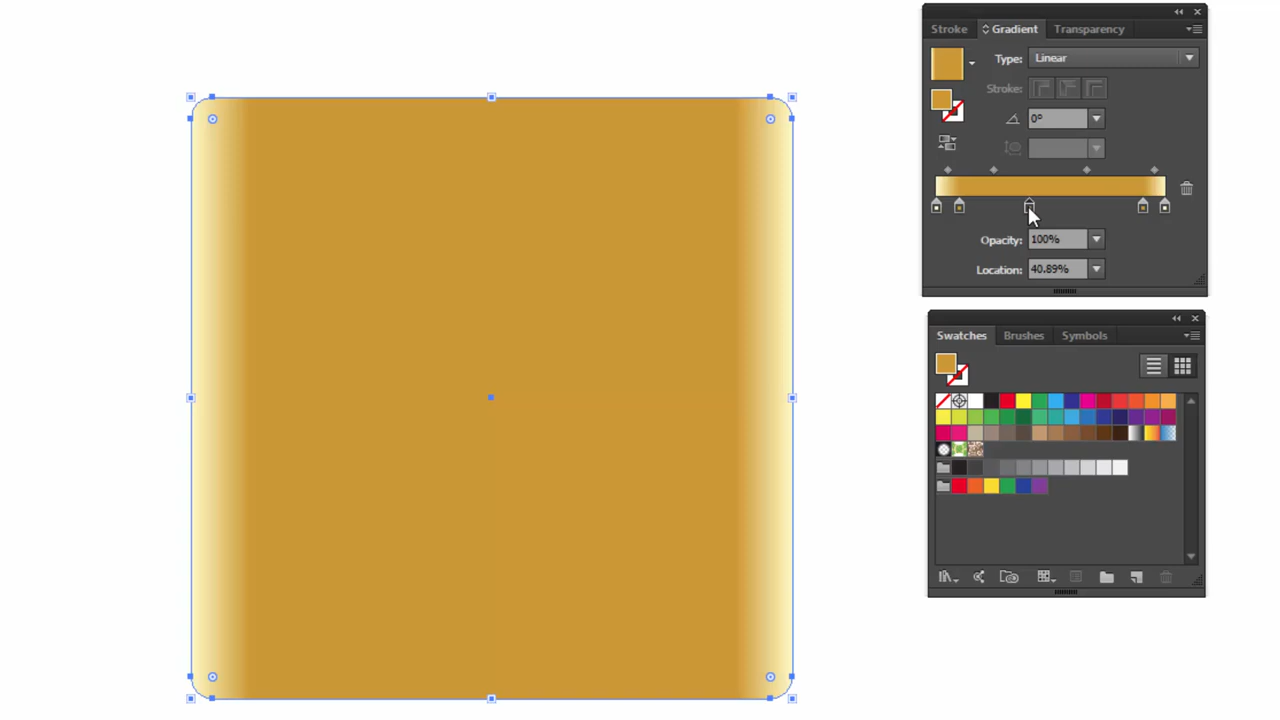 Stroke Gradient Transparency
Type: Linear
Stroke:
0°
Opacity: 100%
Location: 40.89%
Swatches Brushes Symbols